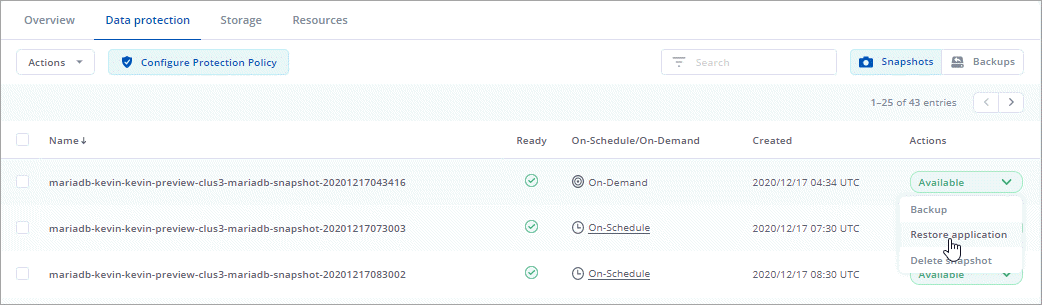 Overview Data protection Storage Resources
Actions Configure Protection Policy Search Snapshots Backups
1–25 of 43 entries
Name Ready On-Schedule/On-Demand Created Actions
mariadb-kevin-kevin-preview-clus3-mariadb-snapshot-20201217043416 On-Demand 2020/12/17 04:34 UTC Available
Backup
mariadb-kevin-kevin-preview-clus3-mariadb-snapshot-20201217073003 On-Schedule 2020/12/17 07:30 UTC
Restore application
Delete snapshot
mariadb-kevin-kevin-preview-clus3-mariadb-snapshot-20201217083002 On-Schedule 2020/12/17 08:30 UTC Available